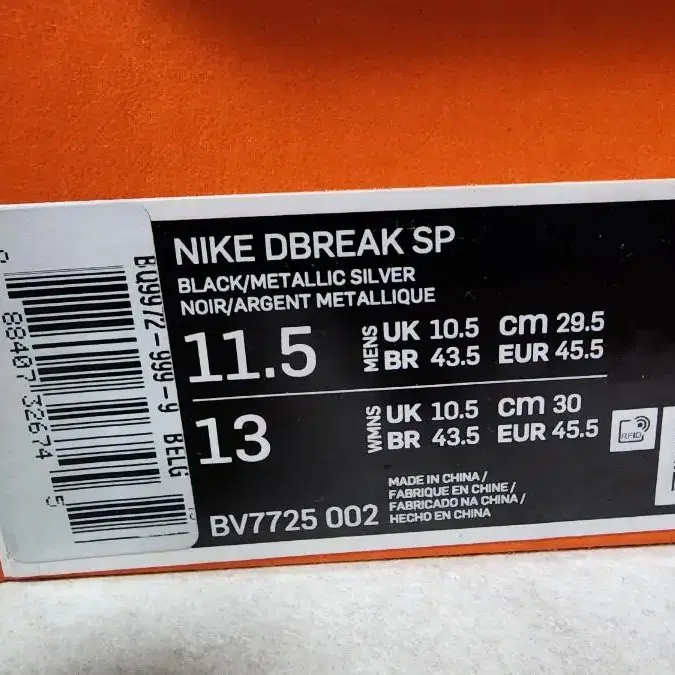 NIKE DBREAK SP
BLACK/METALLIC SILVER
NOIR/ARGENT METALLIQUE
11.5
MENS
UK 10.5 cm 29.5
BR 43.5 EUR 45.5
13
WMNS
UK 10.5 cm 30
BR 43.5 EUR 45.5
RFID
BV7725 002
MADE IN CHINA /
FABRIQUE EN CHINE /
FABRICADO NA CHINA /
HECHO EN CHINA
BQ9972-999-9 BELG
88407 32674 5